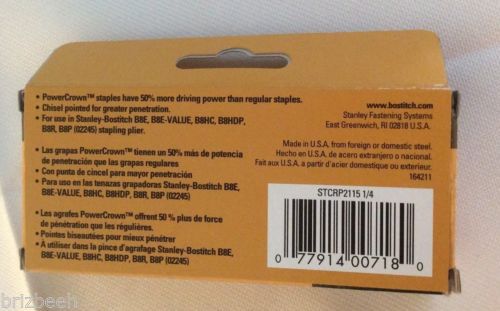 • PowerCrown™ staples have 50% more driving power than regular staples.
• Chisel pointed for greater penetration.
• For use in Stanley-Bostitch B8E, B8E-VALUE, B8HC, B8HDP,
B8R, B8P (02245) stapling plier.
• Las grapas PowerCrown™ tienen un 50% más de potencia
de penetración que las grapas regulares
• Con punta de cincel para mayor penetración
• Para uso en las tenazas grapadoras Stanley-Bostitch B8E,
B8E-VALUE, B8HC, B8HDP, B8R, B8P (02245)
• Les agrafes PowerCrown™ offrent 50 % plus de force
de pénétration que les régulières.
• Pointes biseautées pour mieux pénétrer
• À utiliser dans la pince d'agrafage Stanley-Bostitch B8E,
B8E-VALUE, B8HC, B8HDP, B8R, B8P (02245)
www.bostitch.com
Stanley Fastening Systems
East Greenwich, RI 02818 U.S.A.
Made in U.S.A. from foreign or domestic steel.
Hecho en U.S.A. de acero extranjero o nacional.
Fait aux U.S.A. a partir d'acier domestique ou exterieur.
164211
STCRP2115 1/4
0 77914 00718 0
brizbeeh